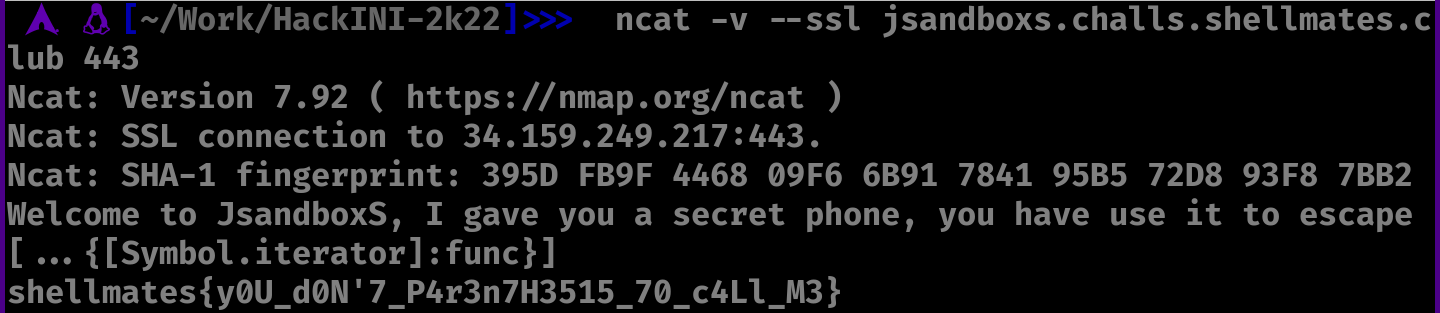 [~/Work/HackINI-2k22]>>> ncat -v --ssl jsandboxs.challs.shellmates.c
lub 443
Ncat: Version 7.92 ( https://nmap.org/ncat )
Ncat: SSL connection to 34.159.249.217:443.
Ncat: SHA-1 fingerprint: 395D FB9F 4468 09F6 6B91 7841 95B5 72D8 93F8 7BB2
Welcome to JsandboxS, I gave you a secret phone, you have use it to escape
[...{[Symbol.iterator]:func}]
shellmates{y0U_d0N'7_P4r3n7H3515_70_c4Ll_M3}